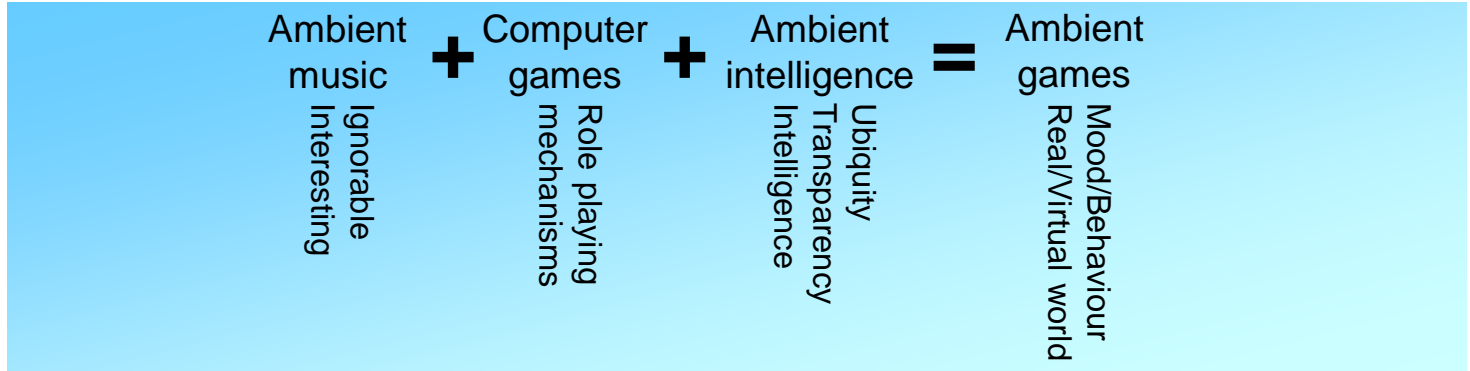 Ambient
music
+
Computer
games
+
Ambient
intelligence
=
Ambient
games
Ignorable
Interesting
Role playing
mechanisms
Ubiquity
Transparency
Intelligence
Mood/Behaviour
Real/Virtual world